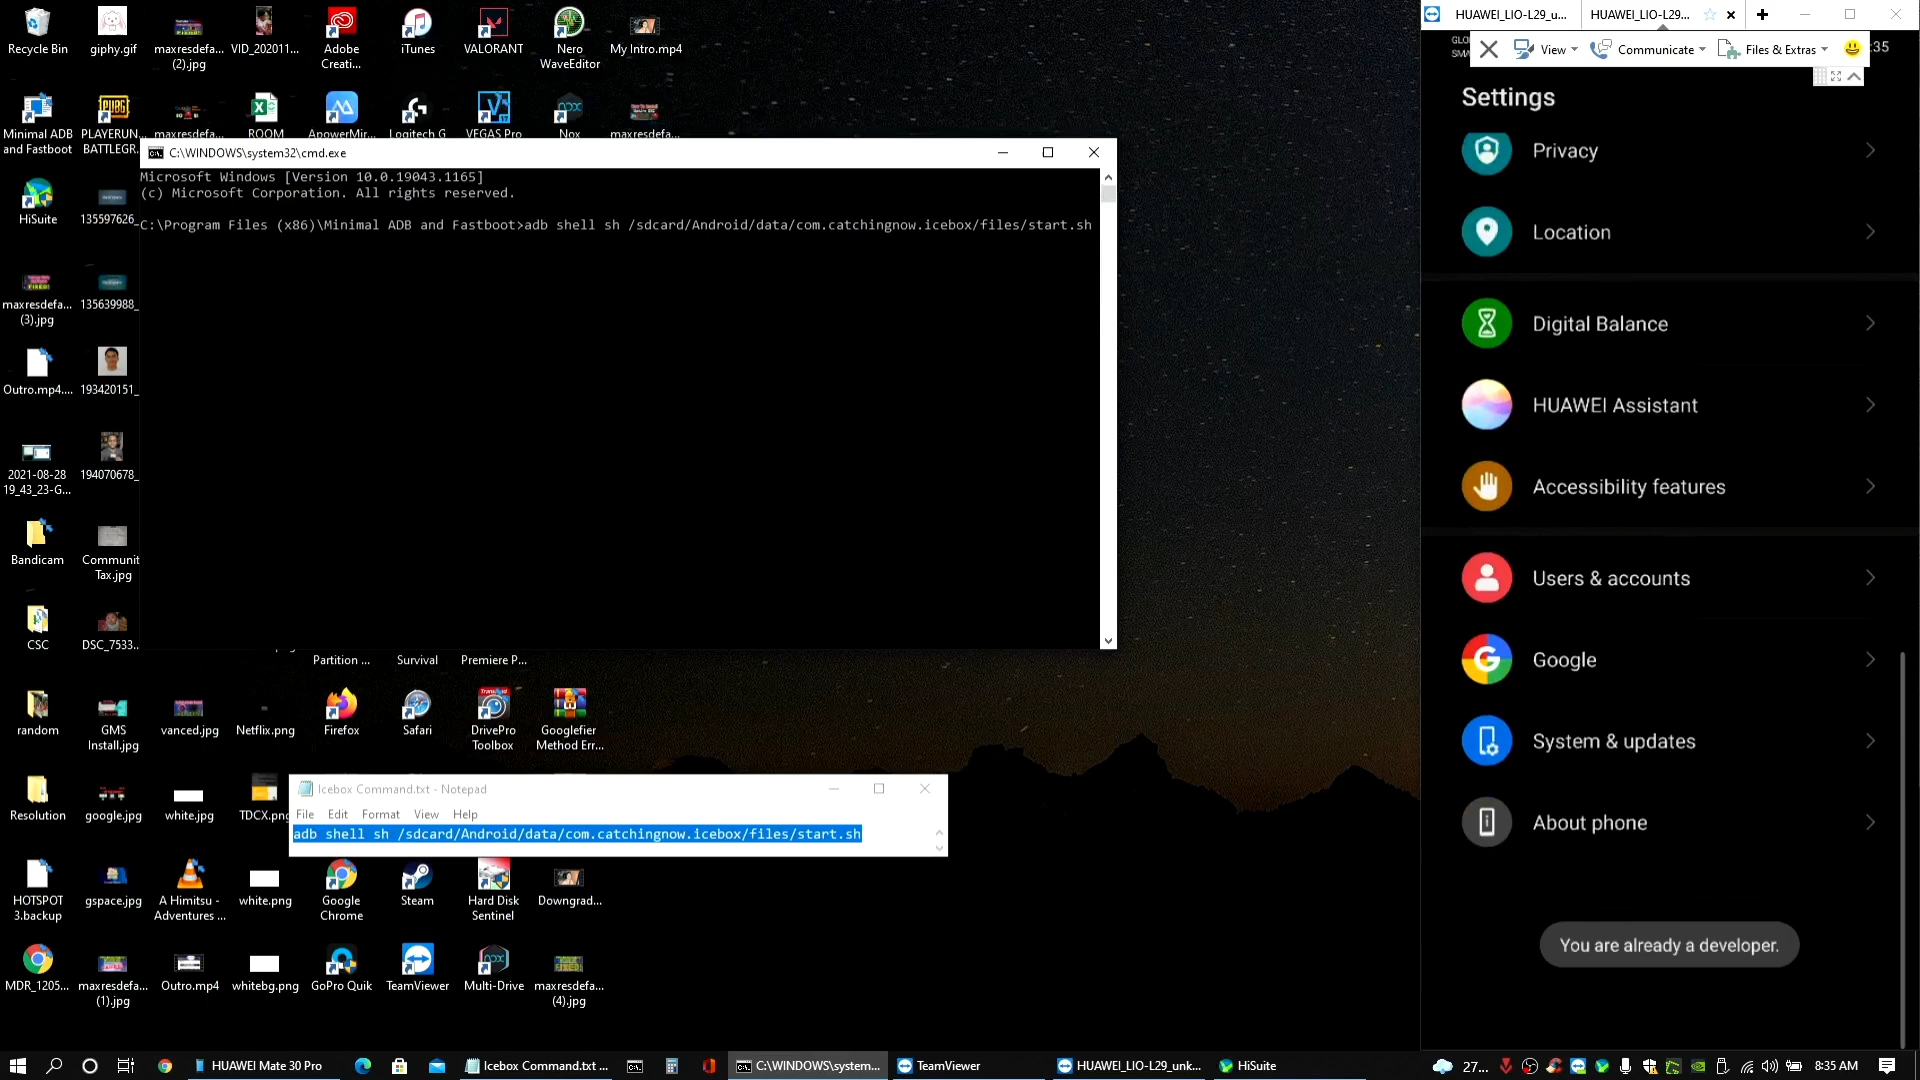 Recycle Bin
giphy.gif
maxresdefa... (2).jpg
VID_202011...
Adobe Creati...
iTunes
VALORANT
Nero WaveEditor
My Intro.mp4
Minimal ADB and Fastboot
PLAYERUN... BATTLEGR...
maxresdefa...
ROOM
ApowerMir...
Logitech G
VEGAS Pro
Nox
maxresdefa...
C:\WINDOWS\system32\cmd.exe
Microsoft Windows [Version 10.0.19043.1165]
(c) Microsoft Corporation. All rights reserved.
C:\Program Files (x86)\Minimal ADB and Fastboot>adb shell sh /sdcard/Android/data/com.catchingnow.icebox/files/start.sh
HiSuite
135597626_
maxresdefa... (3).jpg
135639988_
Outro.mp4....
193420151_
2021-08-28 19_43_23-G...
194070678_
Bandicam
Communit
Tax.jpg
CSC
DSC_7533...
Partition ...
Survival
Premiere P...
random
GMS Install.jpg
vanced.jpg
Netflix.png
Firefox
Safari
DrivePro Toolbox
Googlefier Method Err...
Resolution
google.jpg
white.jpg
TDCX.png
Icebox Command.txt - Notepad
File Edit Format View Help
adb shell sh /sdcard/Android/data/com.catchingnow.icebox/files/start.sh
HOTSPOT 3.backup
gspace.jpg
A Himitsu - Adventures ...
white.png
Google Chrome
Steam
Hard Disk Sentinel
Downgrad...
MDR_1205...
maxresdefa... (1).jpg
Outro.mp4
whitebg.png
GoPro Quik
TeamViewer
Multi-Drive
maxresdefa... (4).jpg
HUAWEI_LIO-L29_u...
HUAWEI_LIO-L29...
View
Communicate
Files & Extras
:35
Settings
Privacy
Location
Digital Balance
HUAWEI Assistant
Accessibility features
Users & accounts
Google
System & updates
About phone
You are already a developer.
HUAWEI Mate 30 Pro
Icebox Command.txt ...
C:\WINDOWS\system...
TeamViewer
HUAWEI_LIO-L29_unk...
HiSuite
27...
8:35 AM